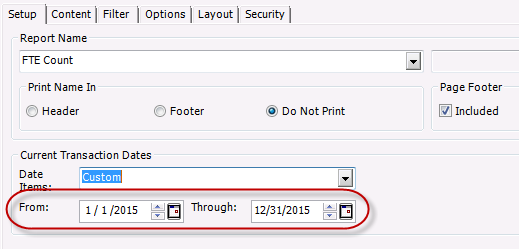 Setup Content Filter Options Layout Security
Report Name
FTE Count
Print Name In
Page Footer
Header Footer Do Not Print
Included
Current Transaction Dates
Date Items: Custom
From: 1 / 1 /2015 Through: 12/31/2015